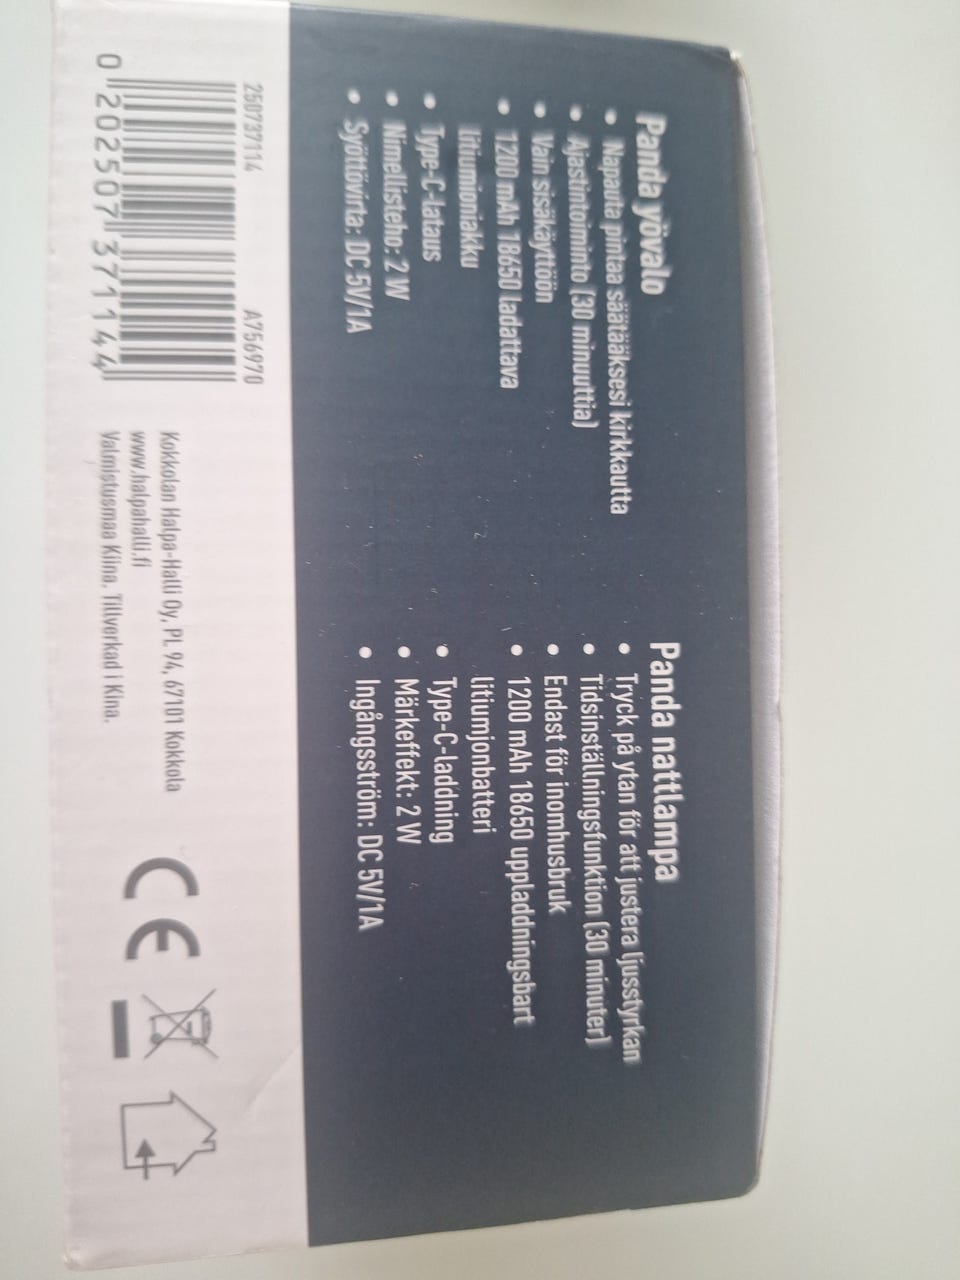 Panda yövalo
• Napauta pintaa säätääksesi kirkkautta
• Ajastintoiminto (30 minuuttia)
• Vain sisäkäyttöön
• 1200 mAh 18650 ladattava
litiumioniakku
• Type-C-lataus
• Nimellisteho: 2 W
• Syöttövirta: DC 5V/1A
Panda nattlampa
• Tryck på ytan för att justera ljusstyrkan
• Tidsinställningsfunktion (30 minuter)
• Endast för inomhusbruk
• 1200 mAh 18650 uppladdningsbart
litiumjonbatteri
• Type-C-laddning
• Märkeffekt: 2 W
• Ingångsström: DC 5V/1A
250737114 A756970
0 202507 371144
Kokkolan Halpa-Halli Oy, PL 94, 67101 Kokkola
www.halpahalli.fi
Valmistusmaa Kiina. Tillverkad i Kina.
CE